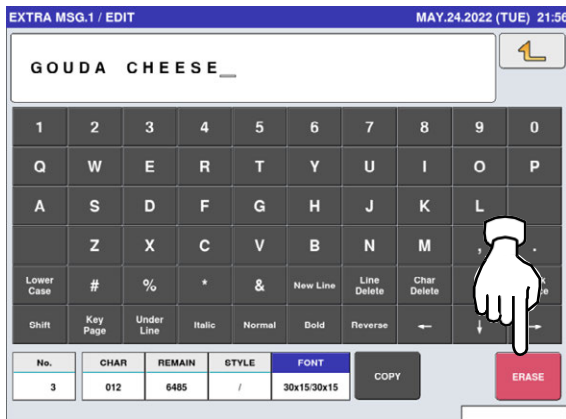 EXTRA MSG.1 / EDIT MAY.24.2022 (TUE) 21:56
GOUDA CHEESE_
1 2 3 4 5 6 7 8 9 0
Q W E R T Y U I O P
A S D F G H J K L
Z X C V B N M , .
Lower Case # % * & New Line Line Delete Char Delete
Shift Key Page Under Line Italic Normal Bold Reverse ← ↓ →
No. CHAR REMAIN STYLE FONT COPY ERASE
3 012 6485 / 30x15/30x15